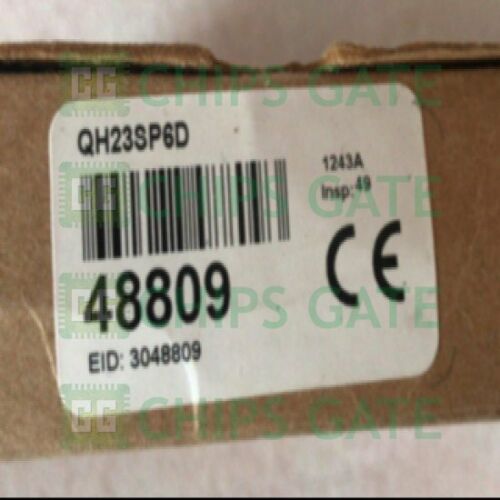 CHIPS GATE
QH23SP6D
1243A
Insp: 49
CHIPS GATE
48809
CE
CHIPS GATE
EID: 3048809
CHIPS GATE